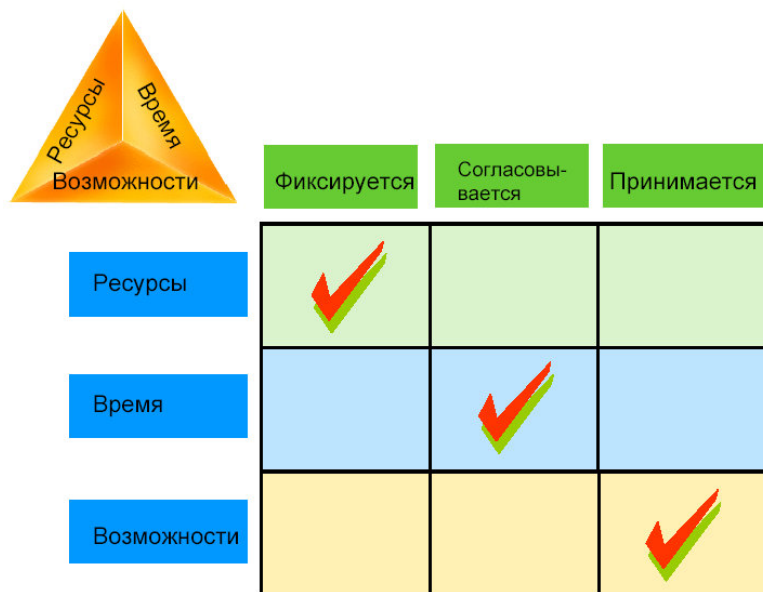 Ресурсы
Время
Возможности
Фиксируется
Согласовы-
вается
Принимается
Ресурсы
Время
Возможности